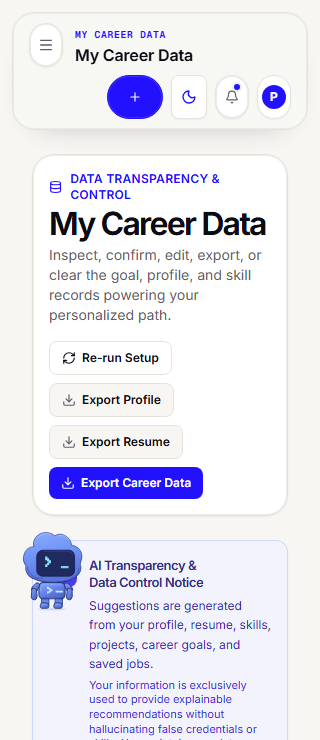 MY CAREER DATA
My Career Data
P
DATA TRANSPARENCY &
CONTROL
My Career Data
Inspect, confirm, edit, export, or
clear the goal, profile, and skill
records powering your
personalized path.
Re-run Setup
Export Profile
Export Resume
Export Career Data
AI Transparency &
Data Control Notice
Suggestions are generated
from your profile, resume, skills,
projects, career goals, and
saved jobs.
Your information is exclusively
used to provide explainable
recommendations without
hallucinating false credentials or